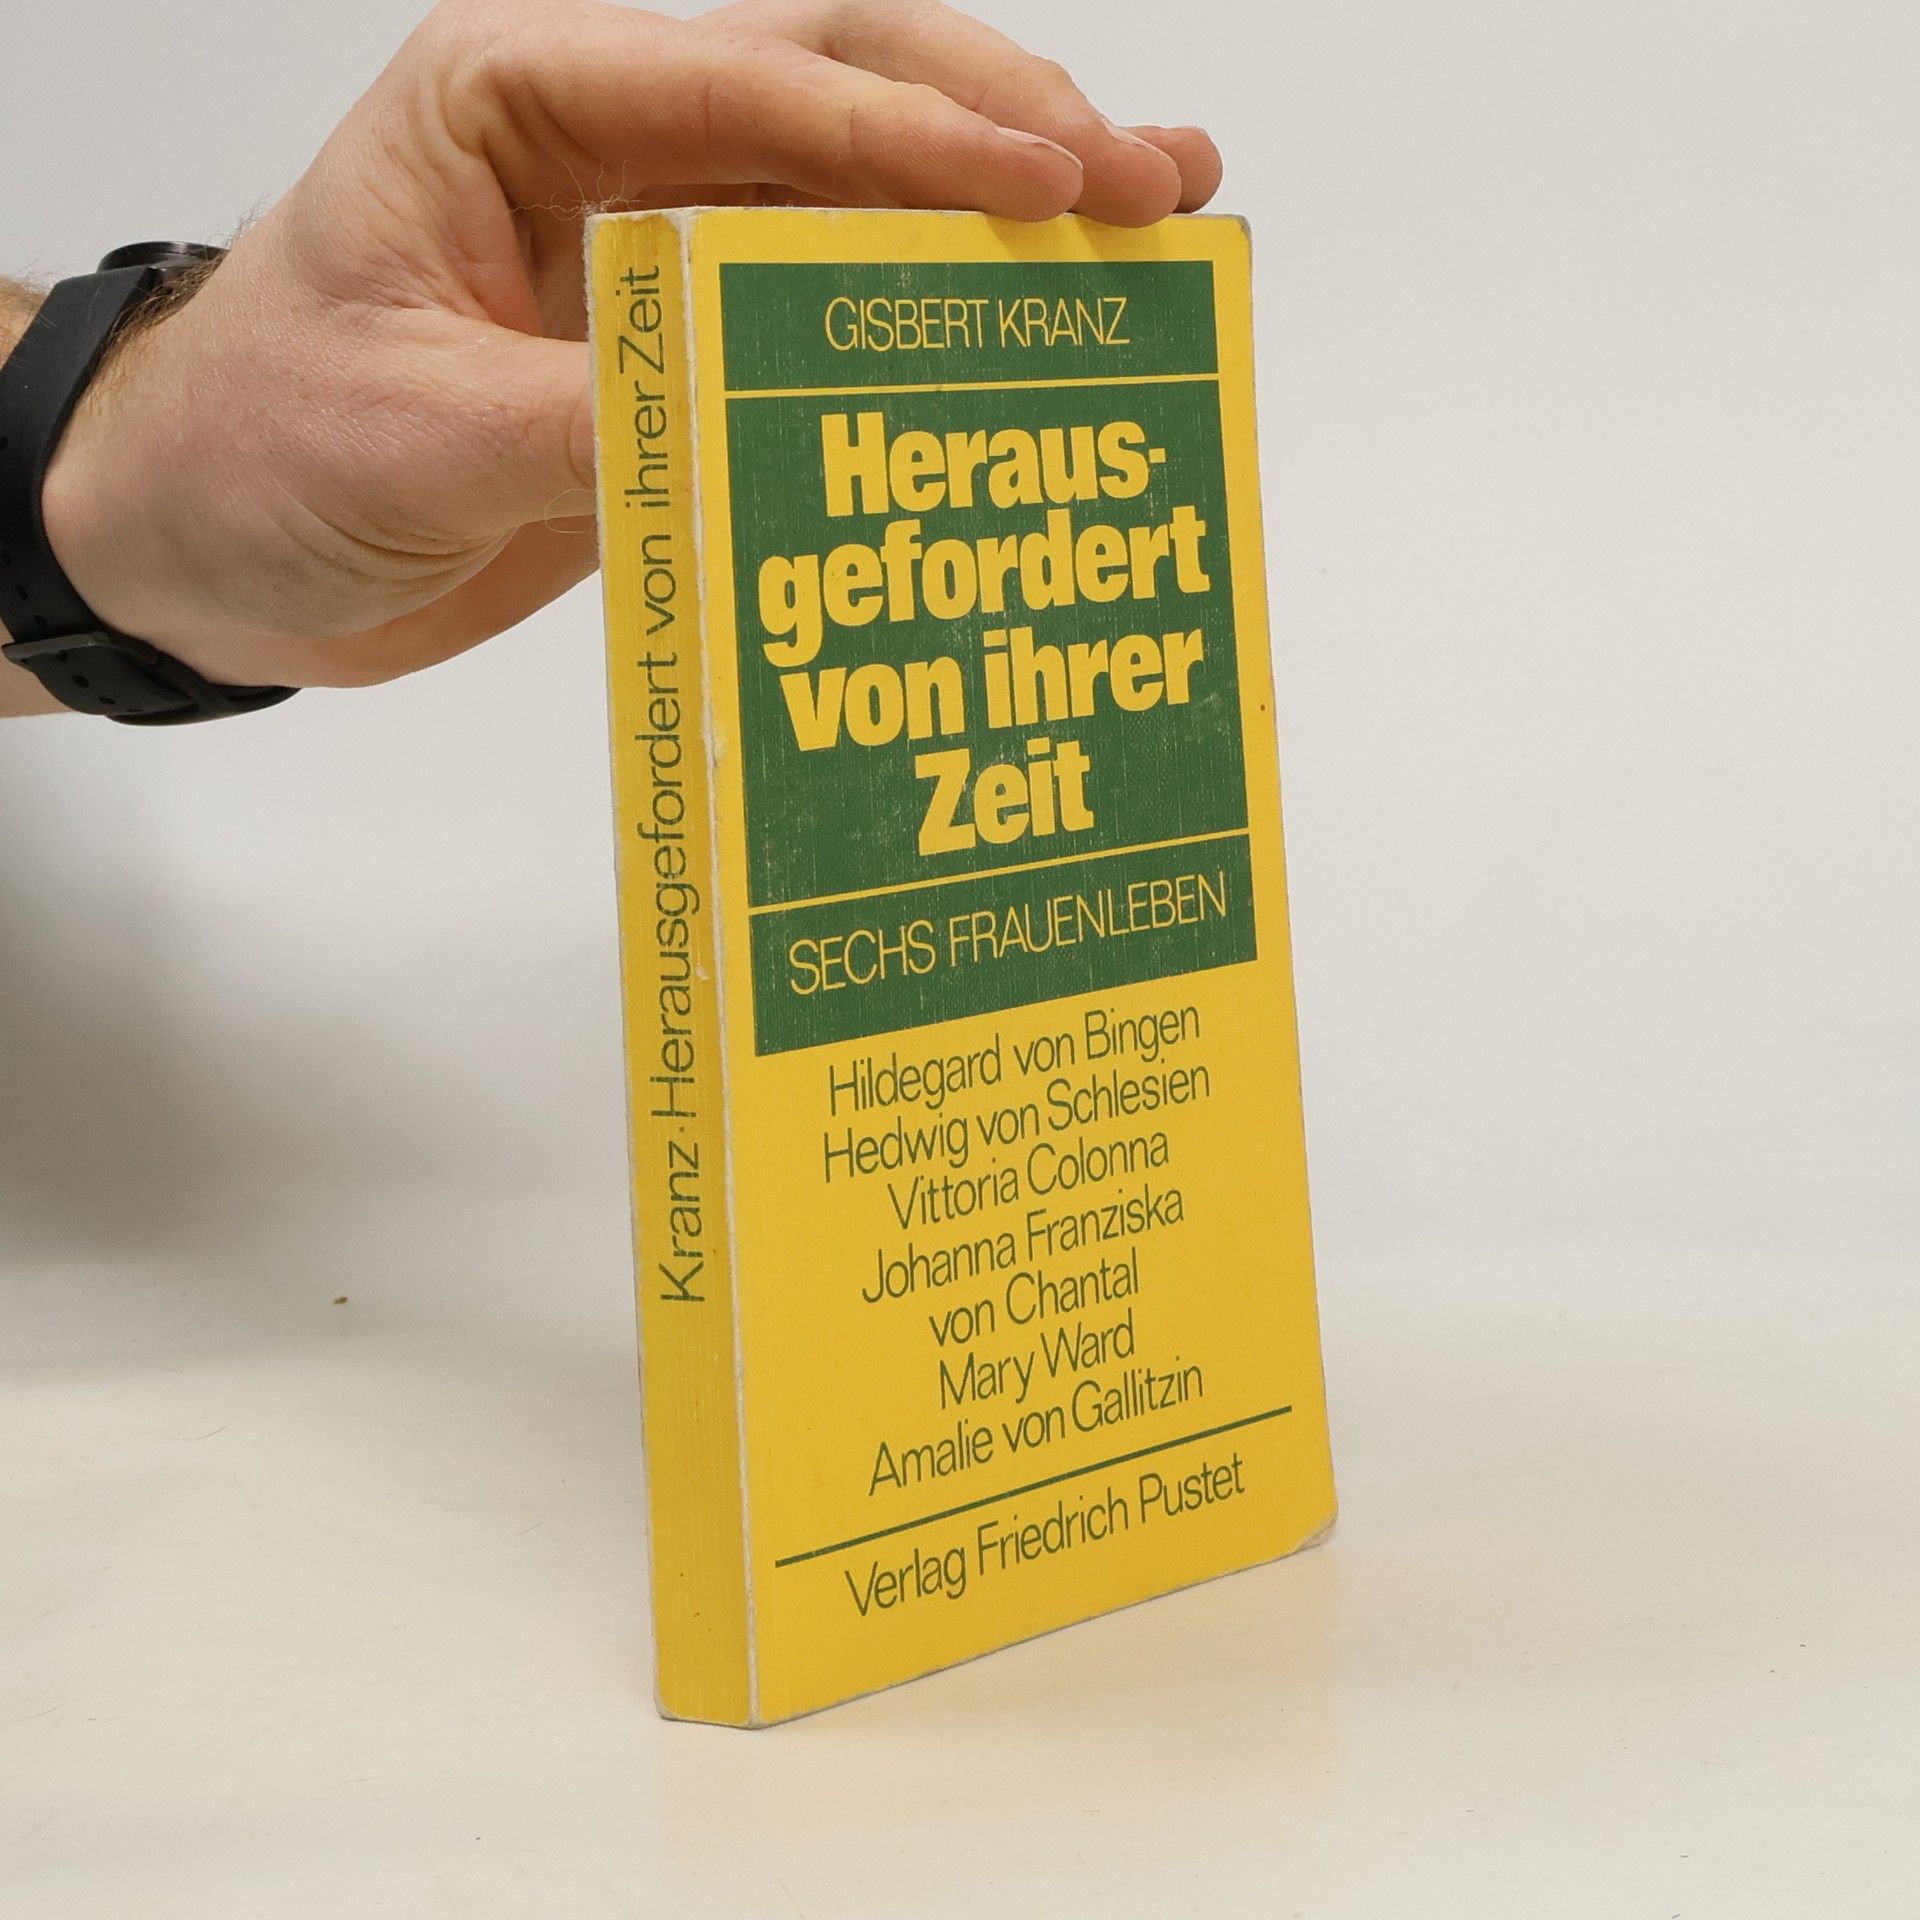 Kranz · Herausgefordert von ihrer Zeit
GISBERT KRANZ
Heraus-
gefordert
von ihrer
Zeit
SECHS FRAUENLEBEN
Hildegard von Bingen
Hedwig von Schlesien
Vittoria Colonna
Johanna Franziska
von Chantal
Mary Ward
Amalie von Gallitzin
Verlag Friedrich Pustet